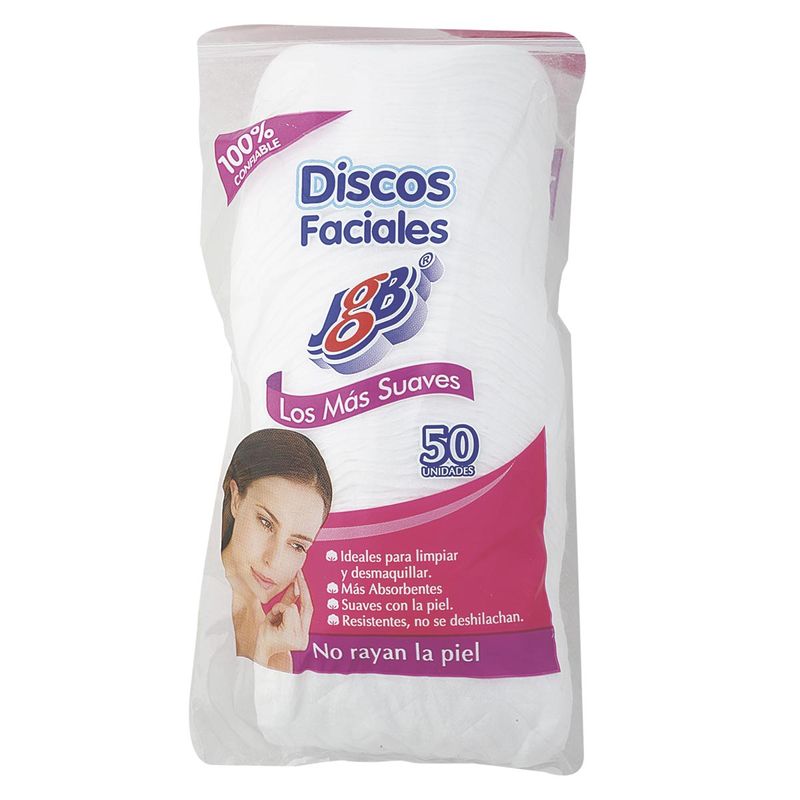 100%
CONFIABLE
Discos
Faciales
JgB®
Los Más Suaves
50
UNIDADES
Ideales para limpiar
y desmaquillar.
Más Absorbentes
Suaves con la piel.
Resistentes, no se deshilachan.
No rayan la piel